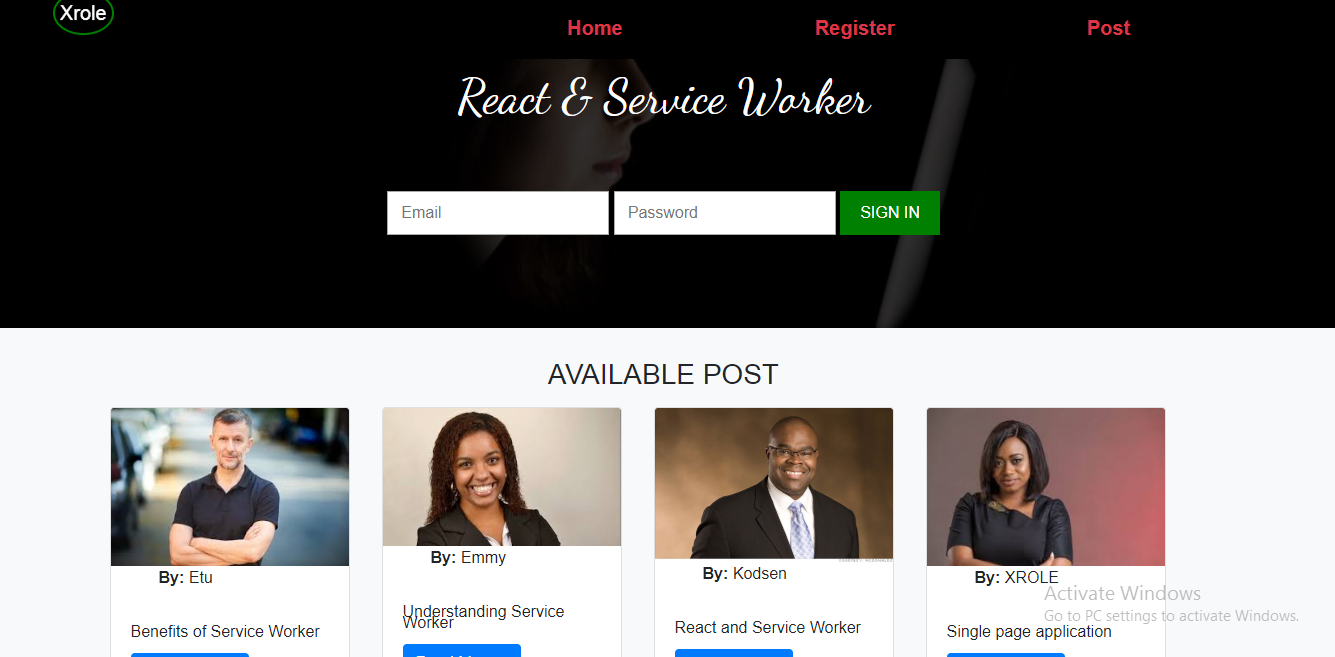 Xrole
Home
Register
Post
React & Service Worker
Email
Password
SIGN IN
AVAILABLE POST
By: Etu
Benefits of Service Worker
By: Emmy
Understanding Service
Worker
By: Kodsen
React and Service Worker
By: XROLE
Single page application
Activate Windows
Go to PC settings to activate Windows.